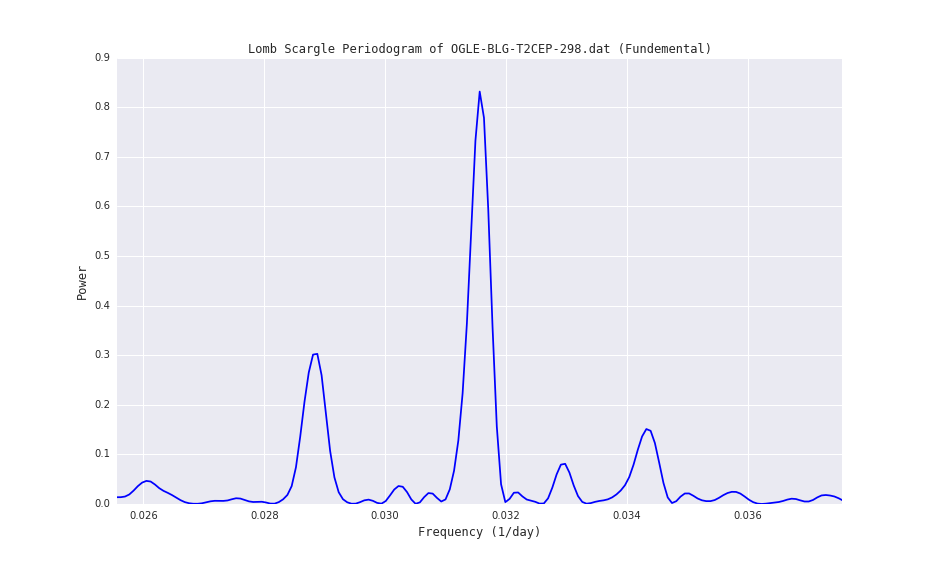 Lomb Scargle Periodogram of OGLE-BLG-T2CEP-298.dat (Fundemental)
0.9
0.8
0.7
0.6
0.5
0.4
0.3
0.2
0.1
0.0
Power
0.026 0.028 0.030 0.032 0.034 0.036
Frequency (1/day)